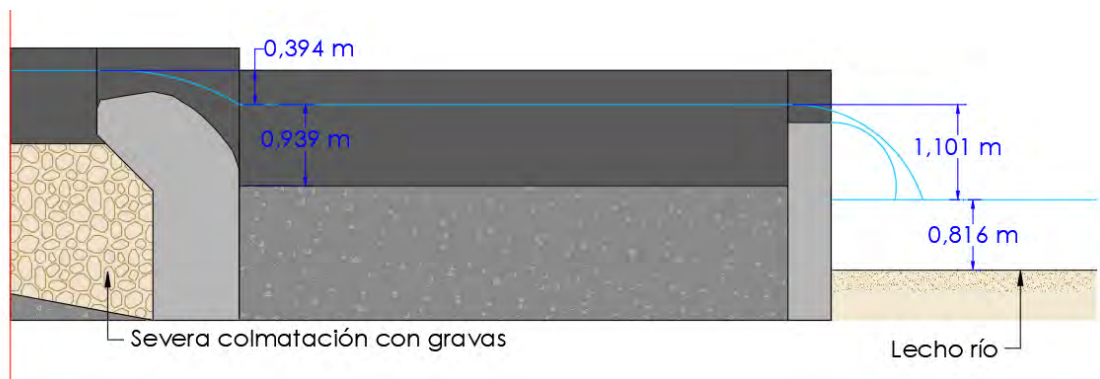 0,394 m
0,939 m
1,101 m
0,816 m
Severa colmatación con gravas
Lecho río